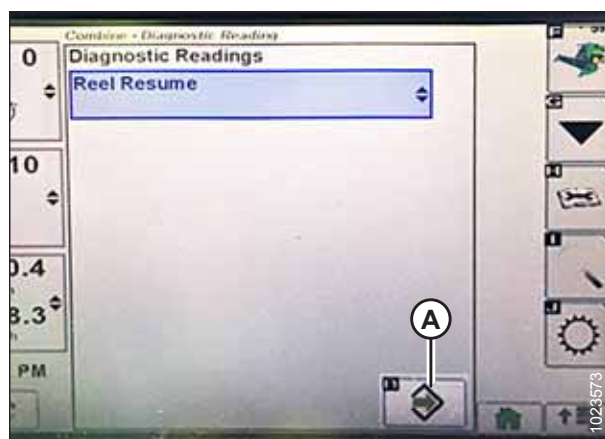 Combine - Diagnostic Reading
Diagnostic Readings
Reel Resume
0
10
0.4
8.3
PM
A
1023573